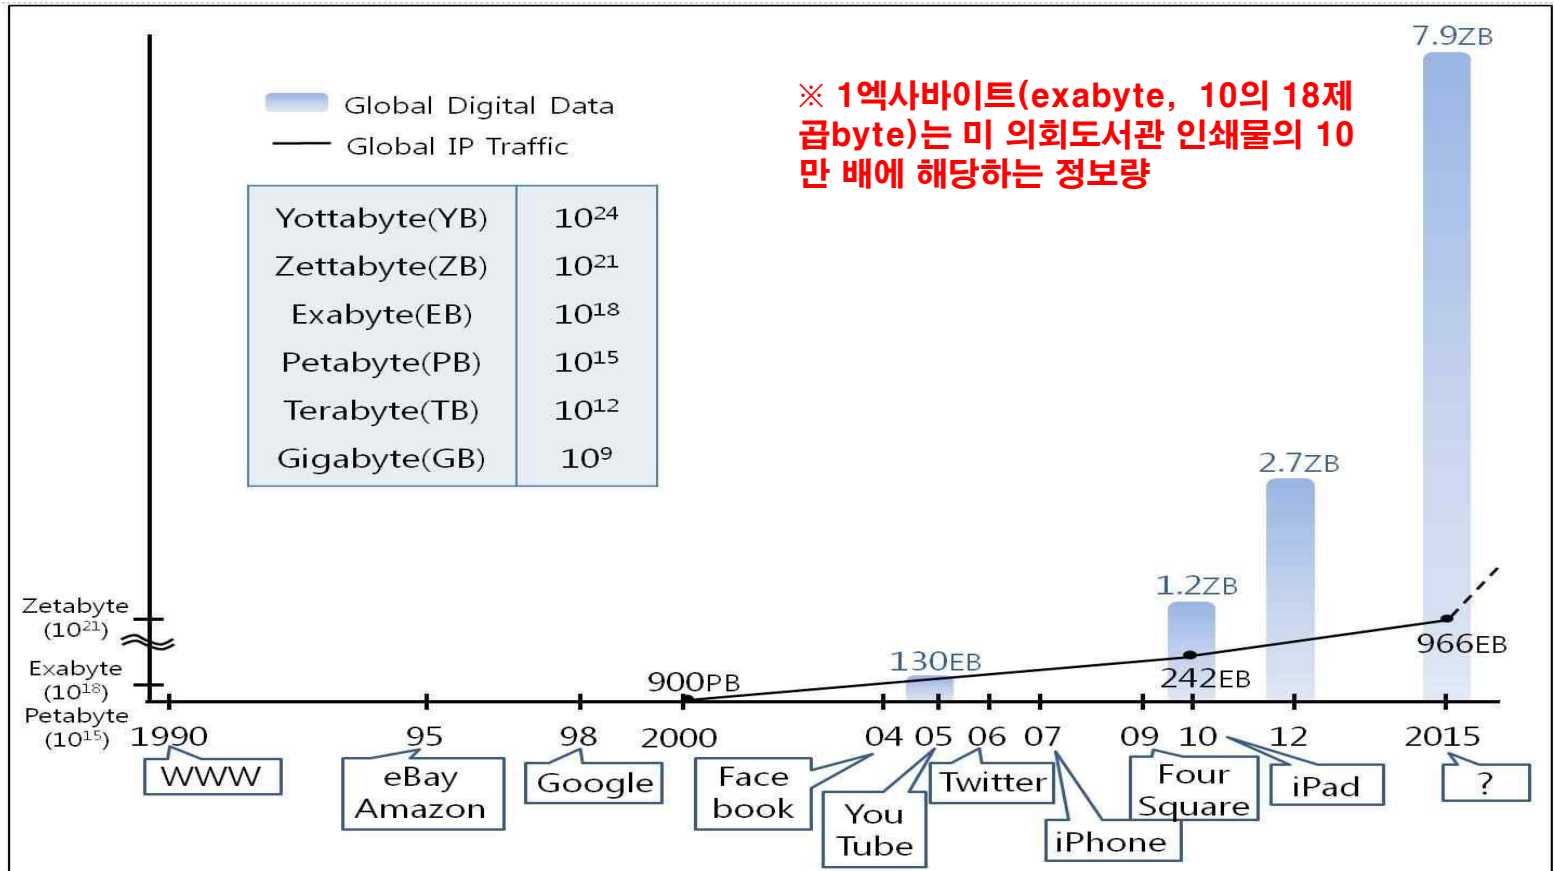 7.9ZB
Global Digital Data
Global IP Traffic
※ 1엑사바이트(exabyte, 10의 18제
곱byte)는 미 의회도서관 인쇄물의 10
만 배에 해당하는 정보량
Yottabyte(YB) 10²⁴
Zettabyte(ZB) 10²¹
Exabyte(EB) 10¹⁸
Petabyte(PB) 10¹⁵
Terabyte(TB) 10¹²
Gigabyte(GB) 10⁹
2.7ZB
1.2ZB
130EB
900PB
242EB
966EB
Zetabyte
(10²¹)
Exabyte
(10¹⁸)
Petabyte
(10¹⁵)
1990 95 98 2000 04 05 06 07 09 10 12 2015
WWW
eBay
Amazon
Google
Face
book
You
Tube
Twitter
iPhone
Four
Square
iPad
?